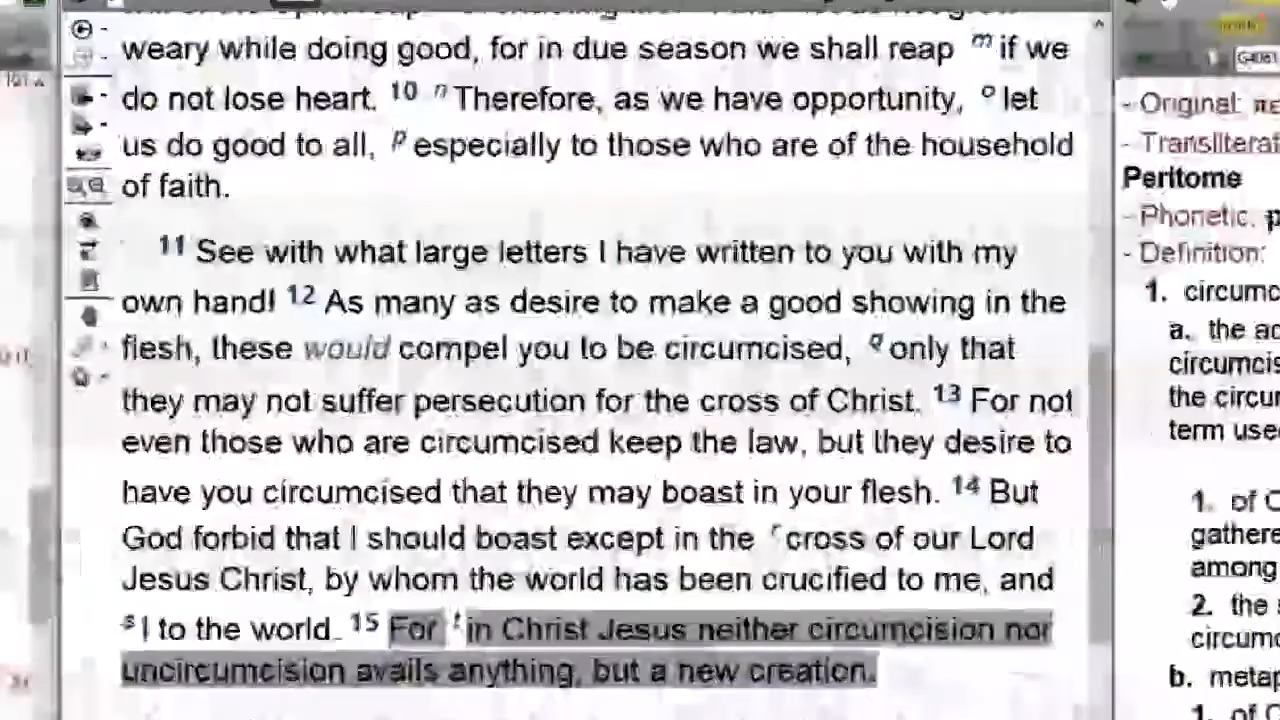 weary while doing good, for in due season we shall reap m if we
do not lose heart. 10 n Therefore, as we have opportunity, o let
us do good to all, p especially to those who are of the household
of faith.
11 See with what large letters I have written to you with my
own hand! 12 As many as desire to make a good showing in the
flesh, these would compel you to be circumcised, q only that
they may not suffer persecution for the cross of Christ. 13 For not
even those who are circumcised keep the law, but they desire to
have you circumcised that they may boast in your flesh. 14 But
God forbid that I should boast except in the r cross of our Lord
Jesus Christ, by whom the world has been crucified to me, and
s I to the world. 15 For t in Christ Jesus neither circumcision nor
uncircumcision avails anything, but a new creation.
G4061
- Original: πε
- Transliterat
Peritome
- Phonetic: p
- Definition:
1. circumc
a. the ac
circumcis
the circur
term use
1. of C
gathere
among
2. the
circumc
b. metap
1. of C